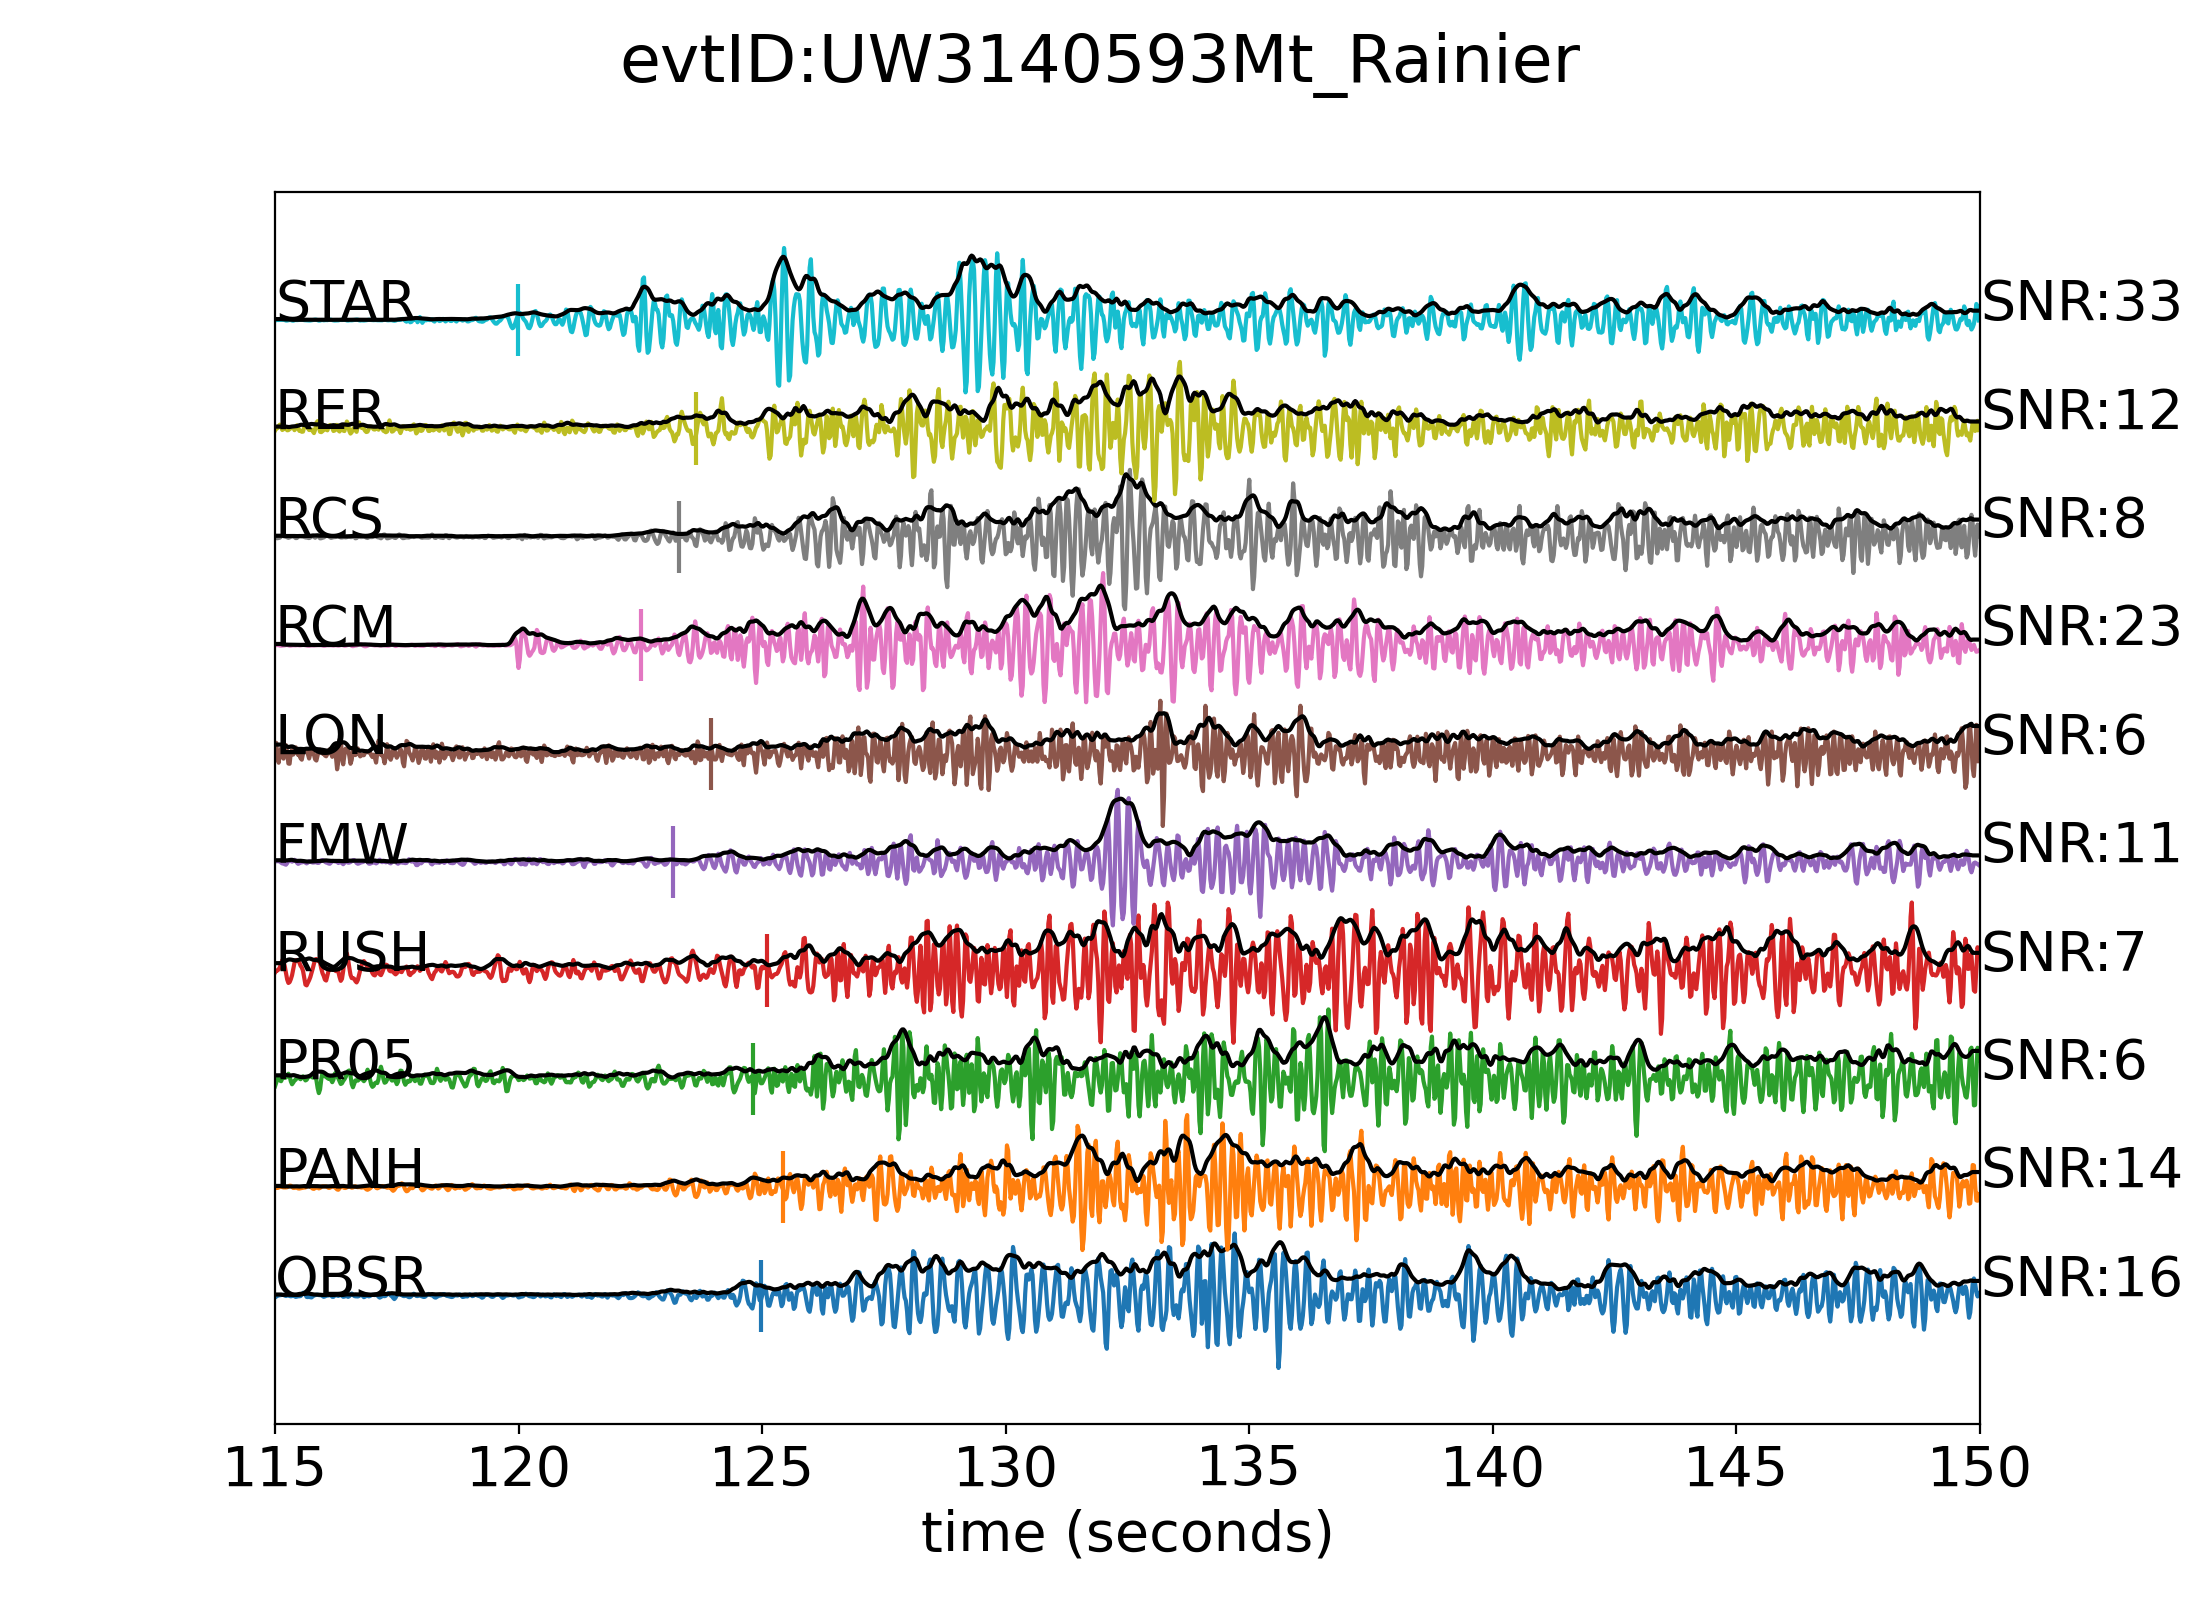 evtID:UW3140593Mt_Rainier
STAR SNR:33
RER SNR:12
RCS SNR:8
RCM SNR:23
LON SNR:6
FMW SNR:11
RUSH SNR:7
PR05 SNR:6
PANH SNR:14
OBSR SNR:16
115 120 125 130 135 140 145 150
time (seconds)